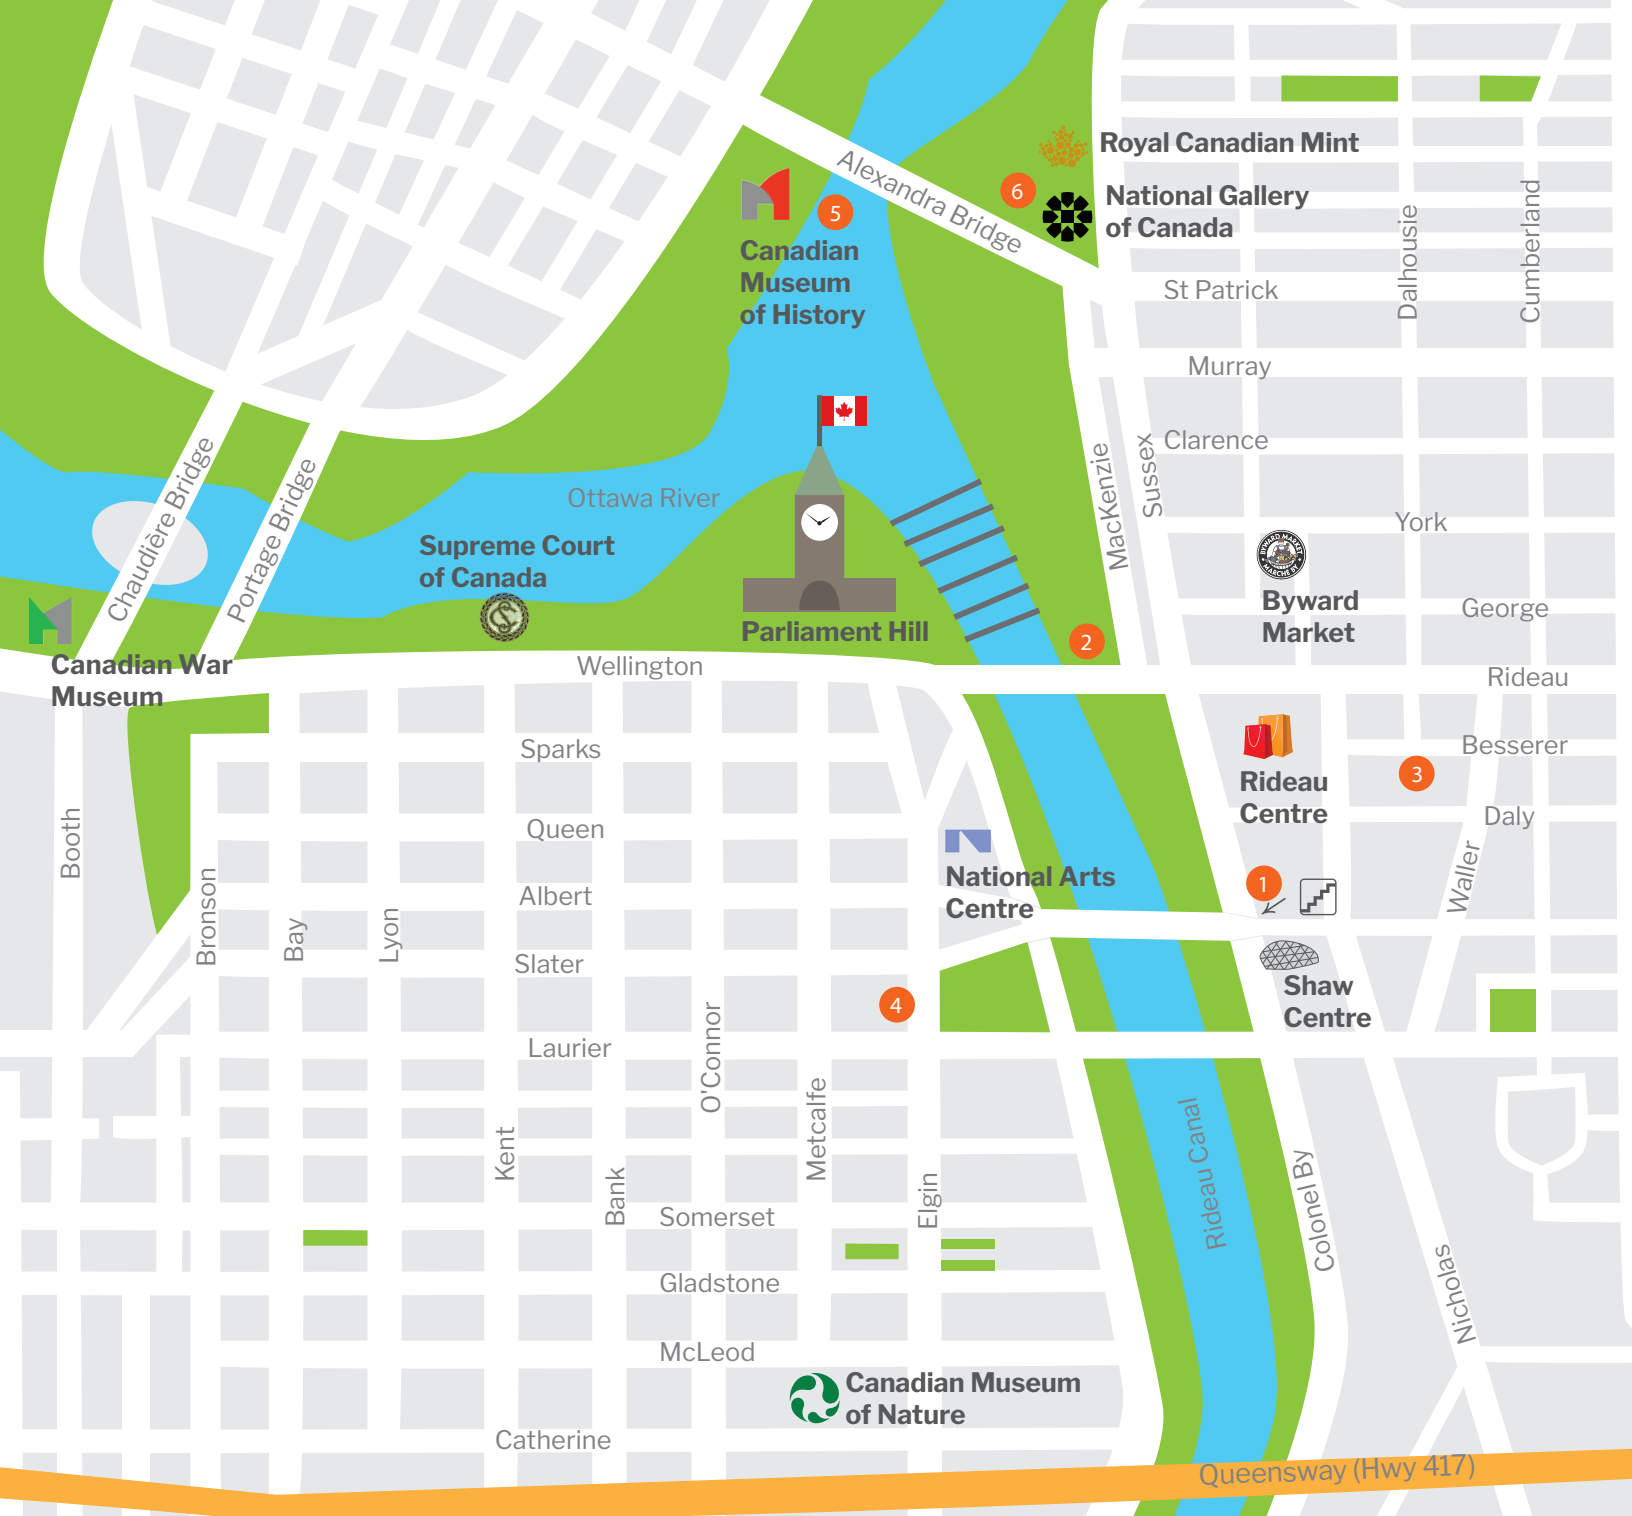 Royal Canadian Mint
National Gallery
of Canada
6
Alexandra Bridge
5
Canadian
Museum
of History
Dalhousie
Cumberland
St Patrick
Murray
Clarence
MacKenzie
Sussex
York
BYWARD MARKET
MARCHÉ BY
Byward
Market
George
Ottawa River
Chaudière Bridge
Portage Bridge
Supreme Court
of Canada
Parliament Hill
2
Canadian War
Museum
Wellington
Rideau
Sparks
Besserer
3
Rideau
Centre
Daly
Booth
Queen
National Arts
Centre
Waller
1
Albert
Bronson
Bay
Lyon
Slater
Shaw
Centre
4
Laurier
O'Connor
Metcalfe
Kent
Bank
Elgin
Rideau Canal
Colonel By
Somerset
Gladstone
Nicholas
McLeod
Canadian Museum
of Nature
Catherine
Queensway (Hwy 417)